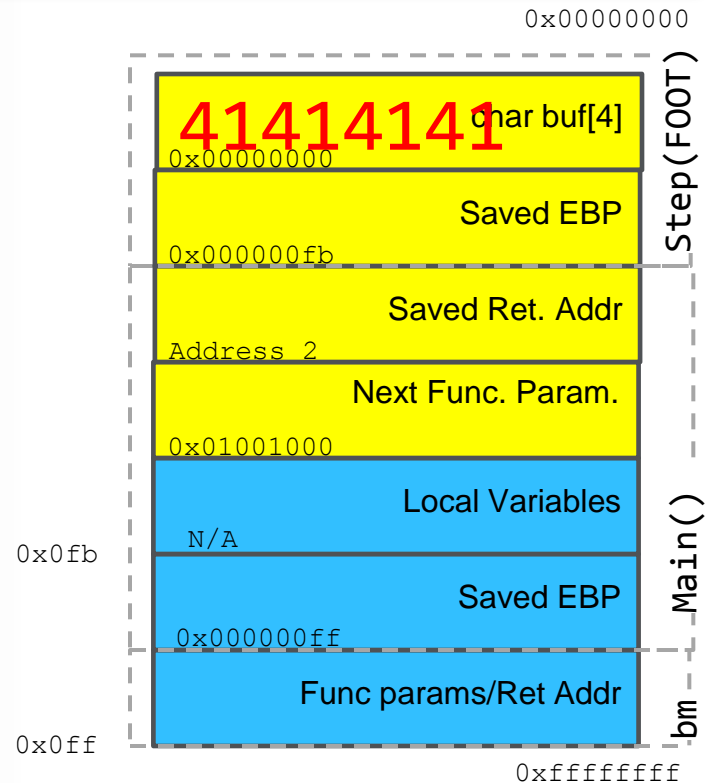 0x00000000
41414141
char buf[4]
0x00000000
Step(FOOT)
Saved EBP
0x000000fb
Saved Ret. Addr
Address 2
Next Func. Param.
0x01001000
Local Variables
N/A
0x0fb
Main()
Saved EBP
0x000000ff
Func params/Ret Addr
bm
0x0ff
0xffffffff